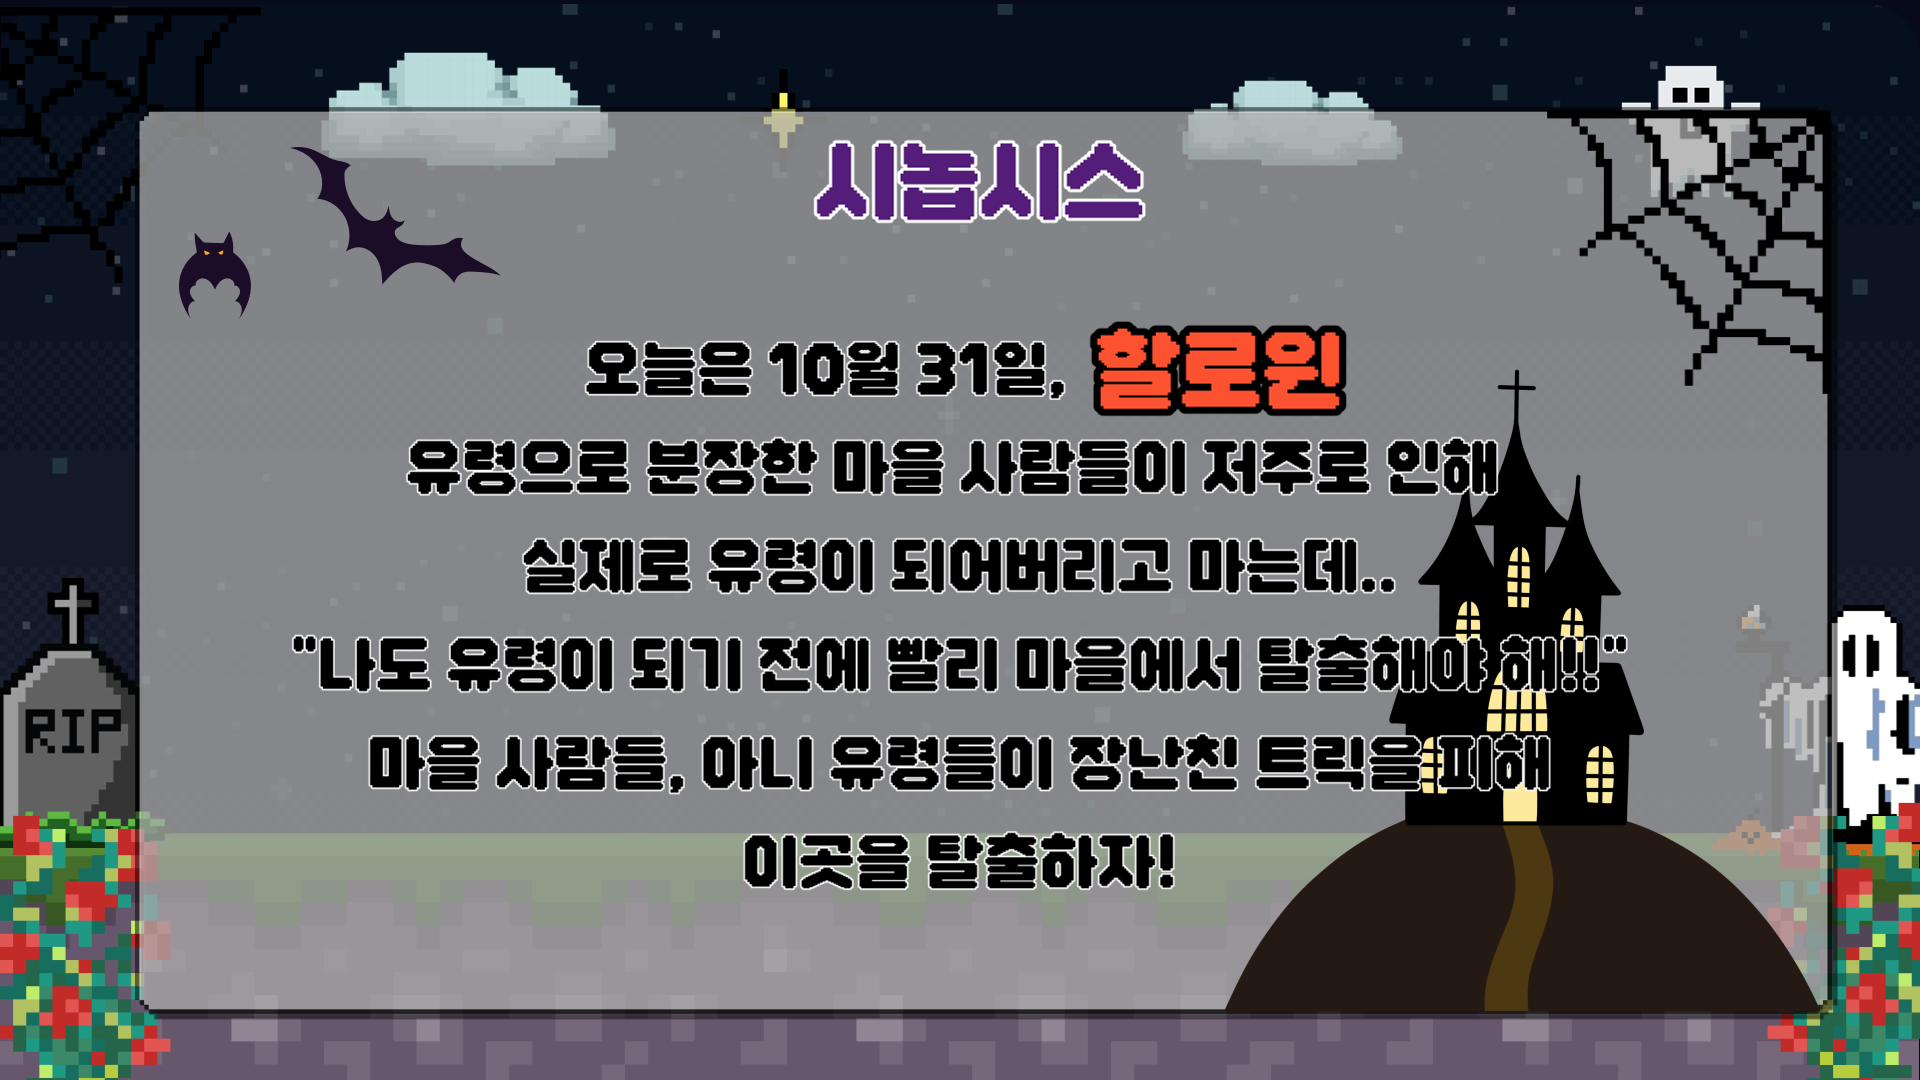 시놉시스
오늘은 10월 31일, 할로윈
유령으로 분장한 마을 사람들이 저주로 인해
실제로 유령이 되어버리고 마는데..
"나도 유령이 되기 전에 빨리 마을에서 탈출해야 해!!"
마을 사람들, 아니 유령들이 장난친 트릭을 피해
이곳을 탈출하자!
RIP